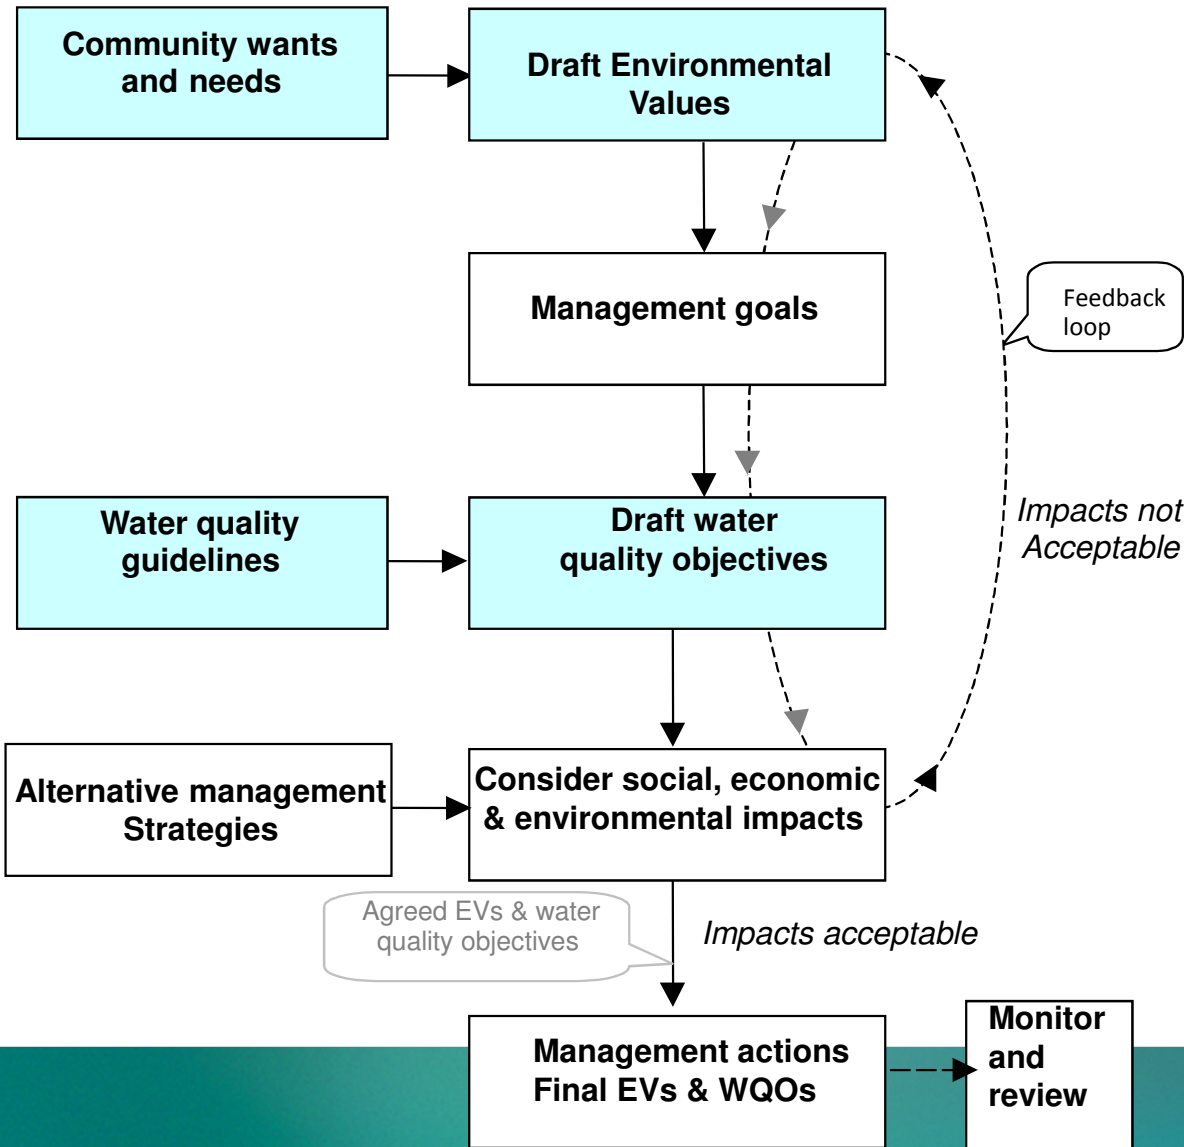 Community wants
and needs
Draft Environmental
Values
Management goals
Feedback
loop
Water quality
guidelines
Draft water
quality objectives
Impacts not
Acceptable
Alternative management
Strategies
Consider social, economic
& environmental impacts
Agreed EVs & water
quality objectives
Impacts acceptable
Management actions
Final EVs & WQOs
Monitor
and
review